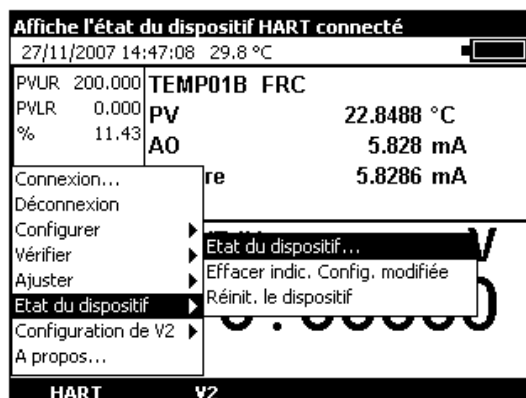 Affiche l'état du dispositif HART connecté
27/11/2007 14:47:08 29.8 °C
PVUR 200.000
PVLR 0.000
% 11.43
TEMP01B FRC
PV 22.8488 °C
AO 5.828 mA
re 5.8286 mA
Connexion...
Déconnexion
Configurer
Vérifier
Ajuster
Etat du dispositif
Configuration de V2
A propos...
Etat du dispositif...
Effacer indic. Config. modifiée
Réinit. le dispositif
V
HART V2